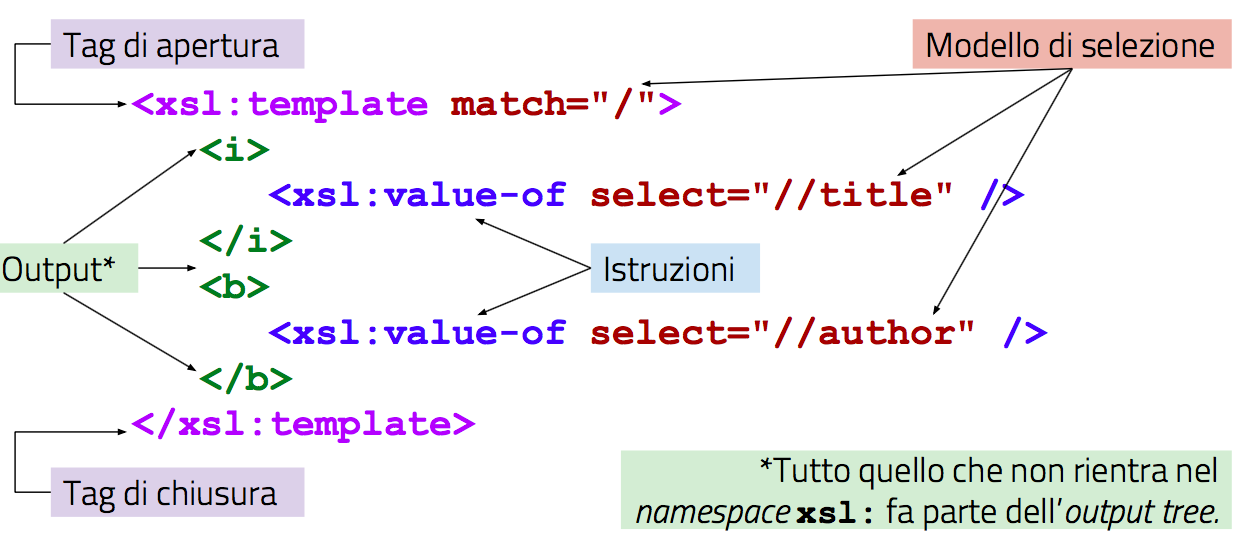 Tag di apertura
Modello di selezione
<xsl:template match="/">
<i>
<xsl:value-of select="//title" />
</i>
Output*
Istruzioni
<b>
<xsl:value-of select="//author" />
</b>
</xsl:template>
Tag di chiusura
*Tutto quello che non rientra nel
namespace xsl: fa parte dell'output tree.